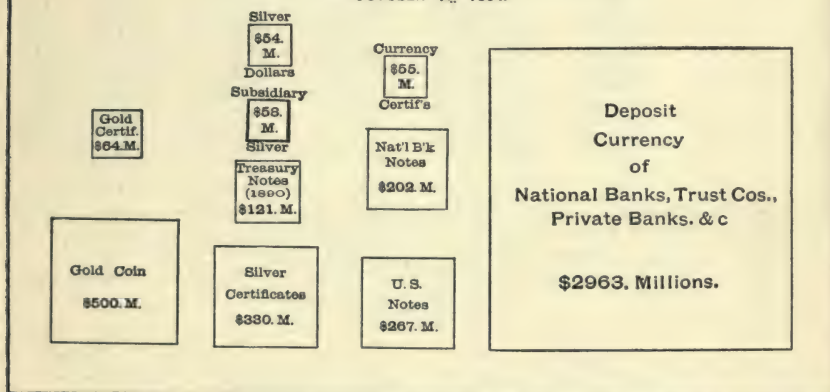 Silver
$54.
M.
Dollars
Subsidiary
$58.
M.
Silver
Treasury
Notes
(1890)
$121. M.
Currency
$55.
M.
Certif's
Gold
Certif.
$64.M.
Nat'l B'k
Notes
$202. M.
Gold Coin
$500. M.
Silver
Certificates
$330. M.
U. S.
Notes
$267. M.
Deposit
Currency
of
National Banks, Trust Cos.,
Private Banks. & c
$2963. Millions.